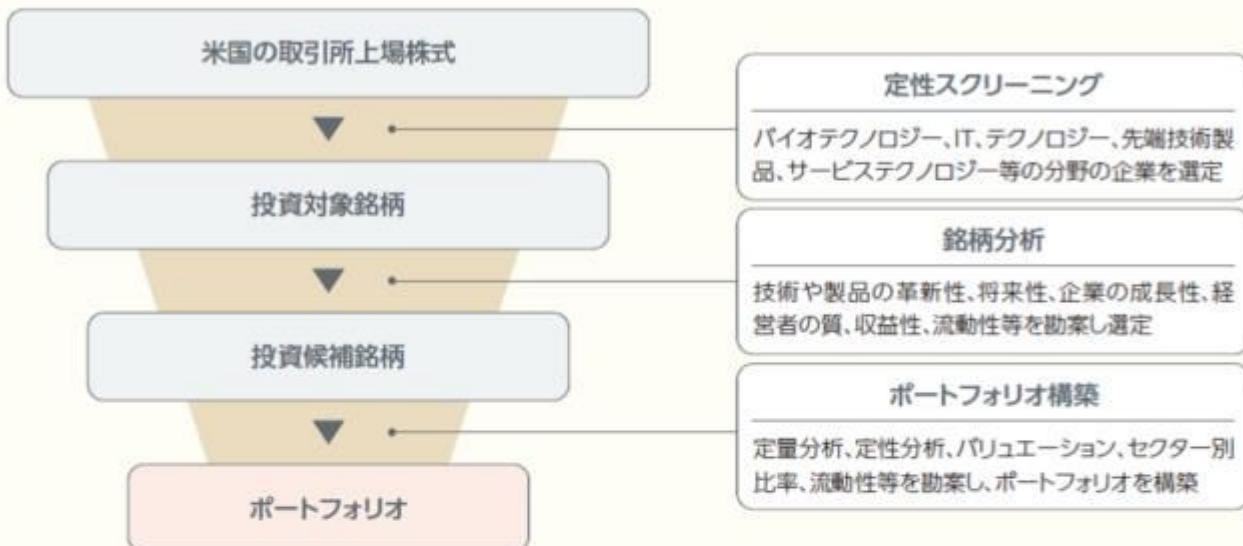 米国の取引所上場株式
定性スクリーニング
バイオテクノロジー、IT、テクノロジー、先端技術製
品、サービステクノロジー等の分野の企業を選定
投資対象銘柄
銘柄分析
技術や製品の革新性、将来性、企業の成長性、経
営者の質、収益性、流動性等を勘案し選定
投資候補銘柄
ポートフォリオ構築
定量分析、定性分析、バリュエーション、セクター別
比率、流動性等を勘案し、ポートフォリオを構築
ポートフォリオ